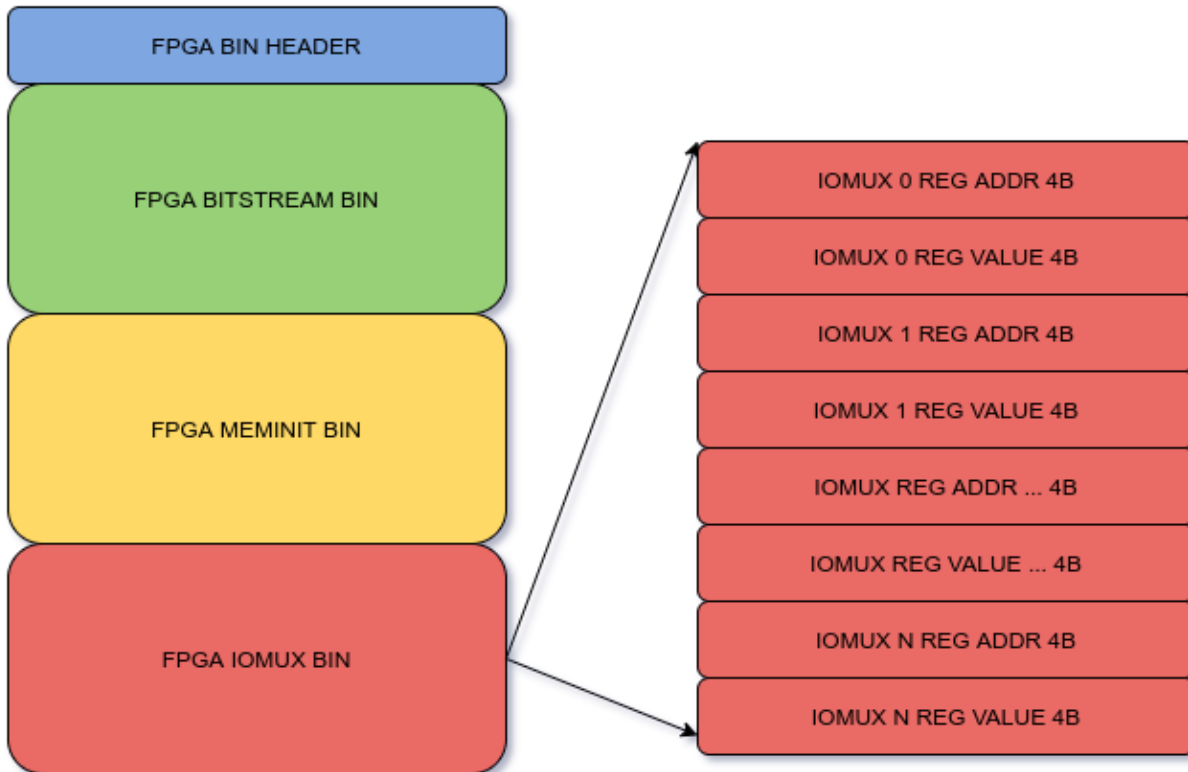 FPGA BIN HEADER
FPGA BITSTREAM BIN
FPGA MEMINIT BIN
FPGA IOMUX BIN
IOMUX 0 REG ADDR 4B
IOMUX 0 REG VALUE 4B
IOMUX 1 REG ADDR 4B
IOMUX 1 REG VALUE 4B
IOMUX REG ADDR ... 4B
IOMUX REG VALUE ... 4B
IOMUX N REG ADDR 4B
IOMUX N REG VALUE 4B